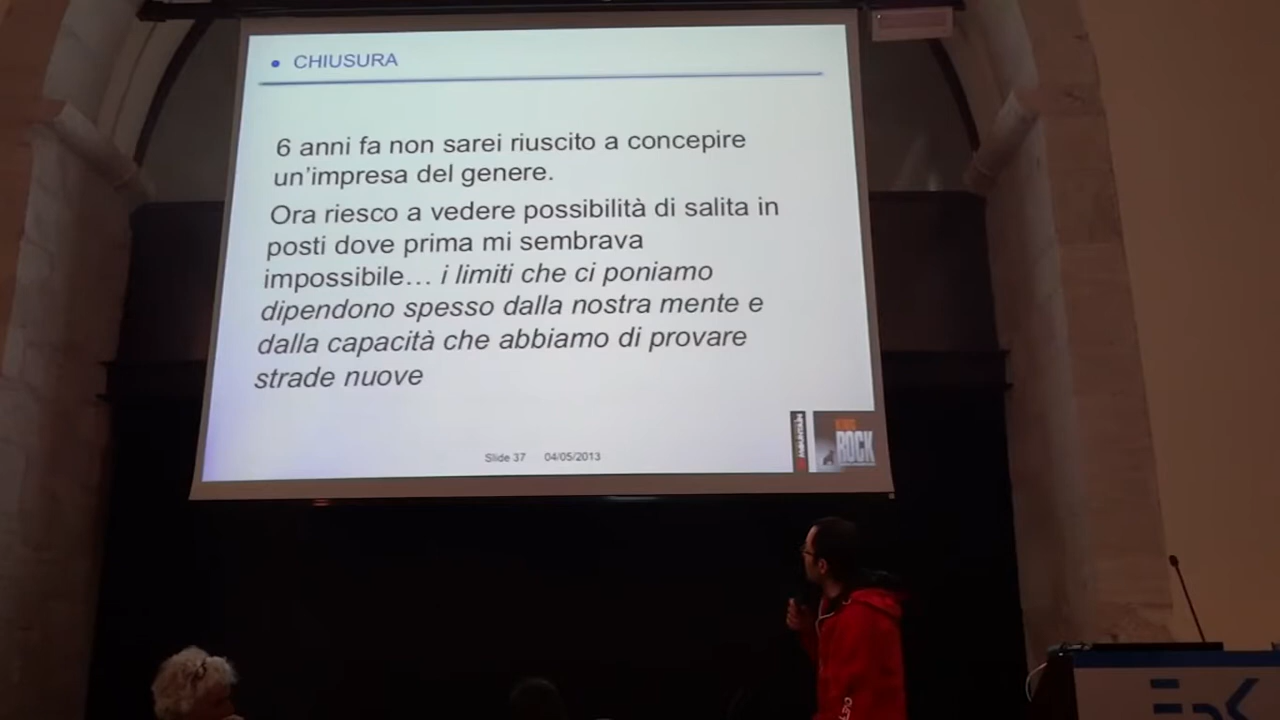 • CHIUSURA
6 anni fa non sarei riuscito a concepire
un'impresa del genere.
Ora riesco a vedere possibilità di salita in
posti dove prima mi sembrava
impossibile… i limiti che ci poniamo
dipendono spesso dalla nostra mente e
dalla capacità che abbiamo di provare
strade nuove
Slide 37 04/05/2013
MOUNTAIN
ROCK